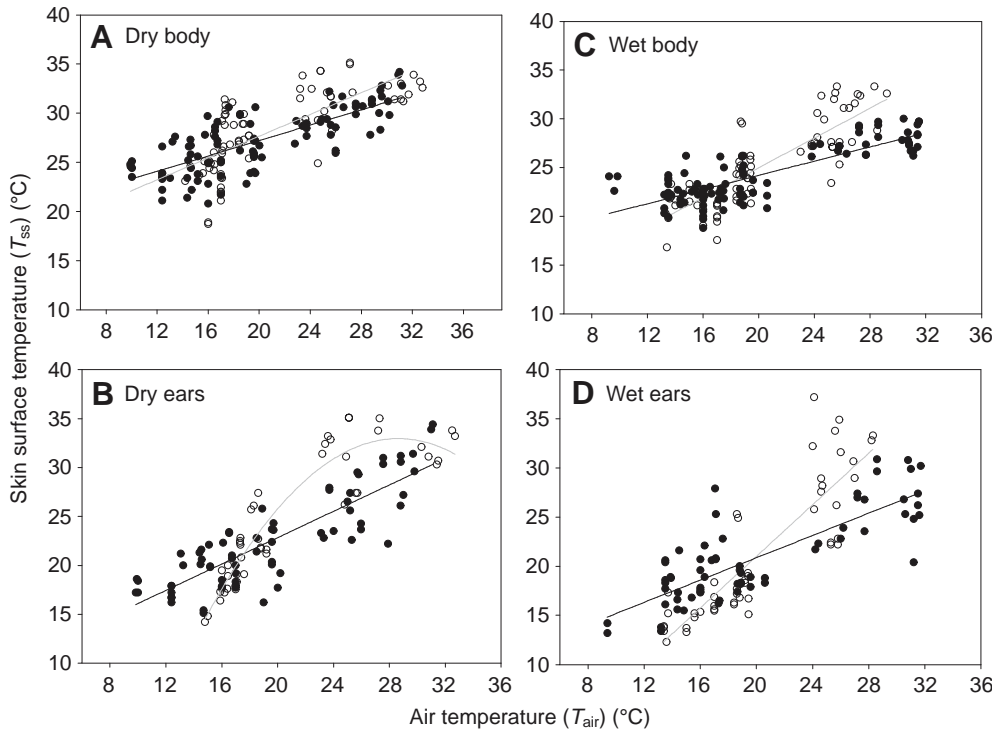 A Dry body
40
35
30
25
20
15
10
8 12 16 20 24 28 32 36
C Wet body
40
35
30
25
20
15
10
8 12 16 20 24 28 32 36
B Dry ears
40
35
30
25
20
15
10
8 12 16 20 24 28 32 36
D Wet ears
40
35
30
25
20
15
10
8 12 16 20 24 28 32 36
Skin surface temperature (Tss)) (°C)
Air temperature (Tair) (°C)